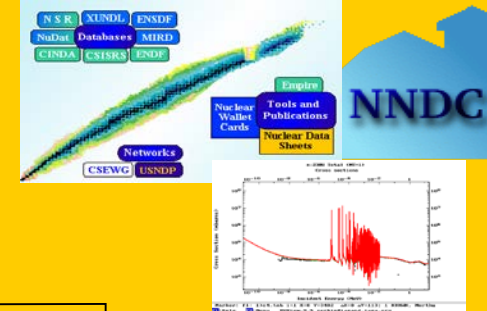 N S R XUNDL ENSDF
NuDat Databases MIRD
CINDA CSISRS ENDF
Empire
Nuclear Wallet Cards
Tools and Publications
Nuclear Data Sheets
Networks
CSEWG USNDP
NNDC
Cross sections
Incident Energy (MeV)